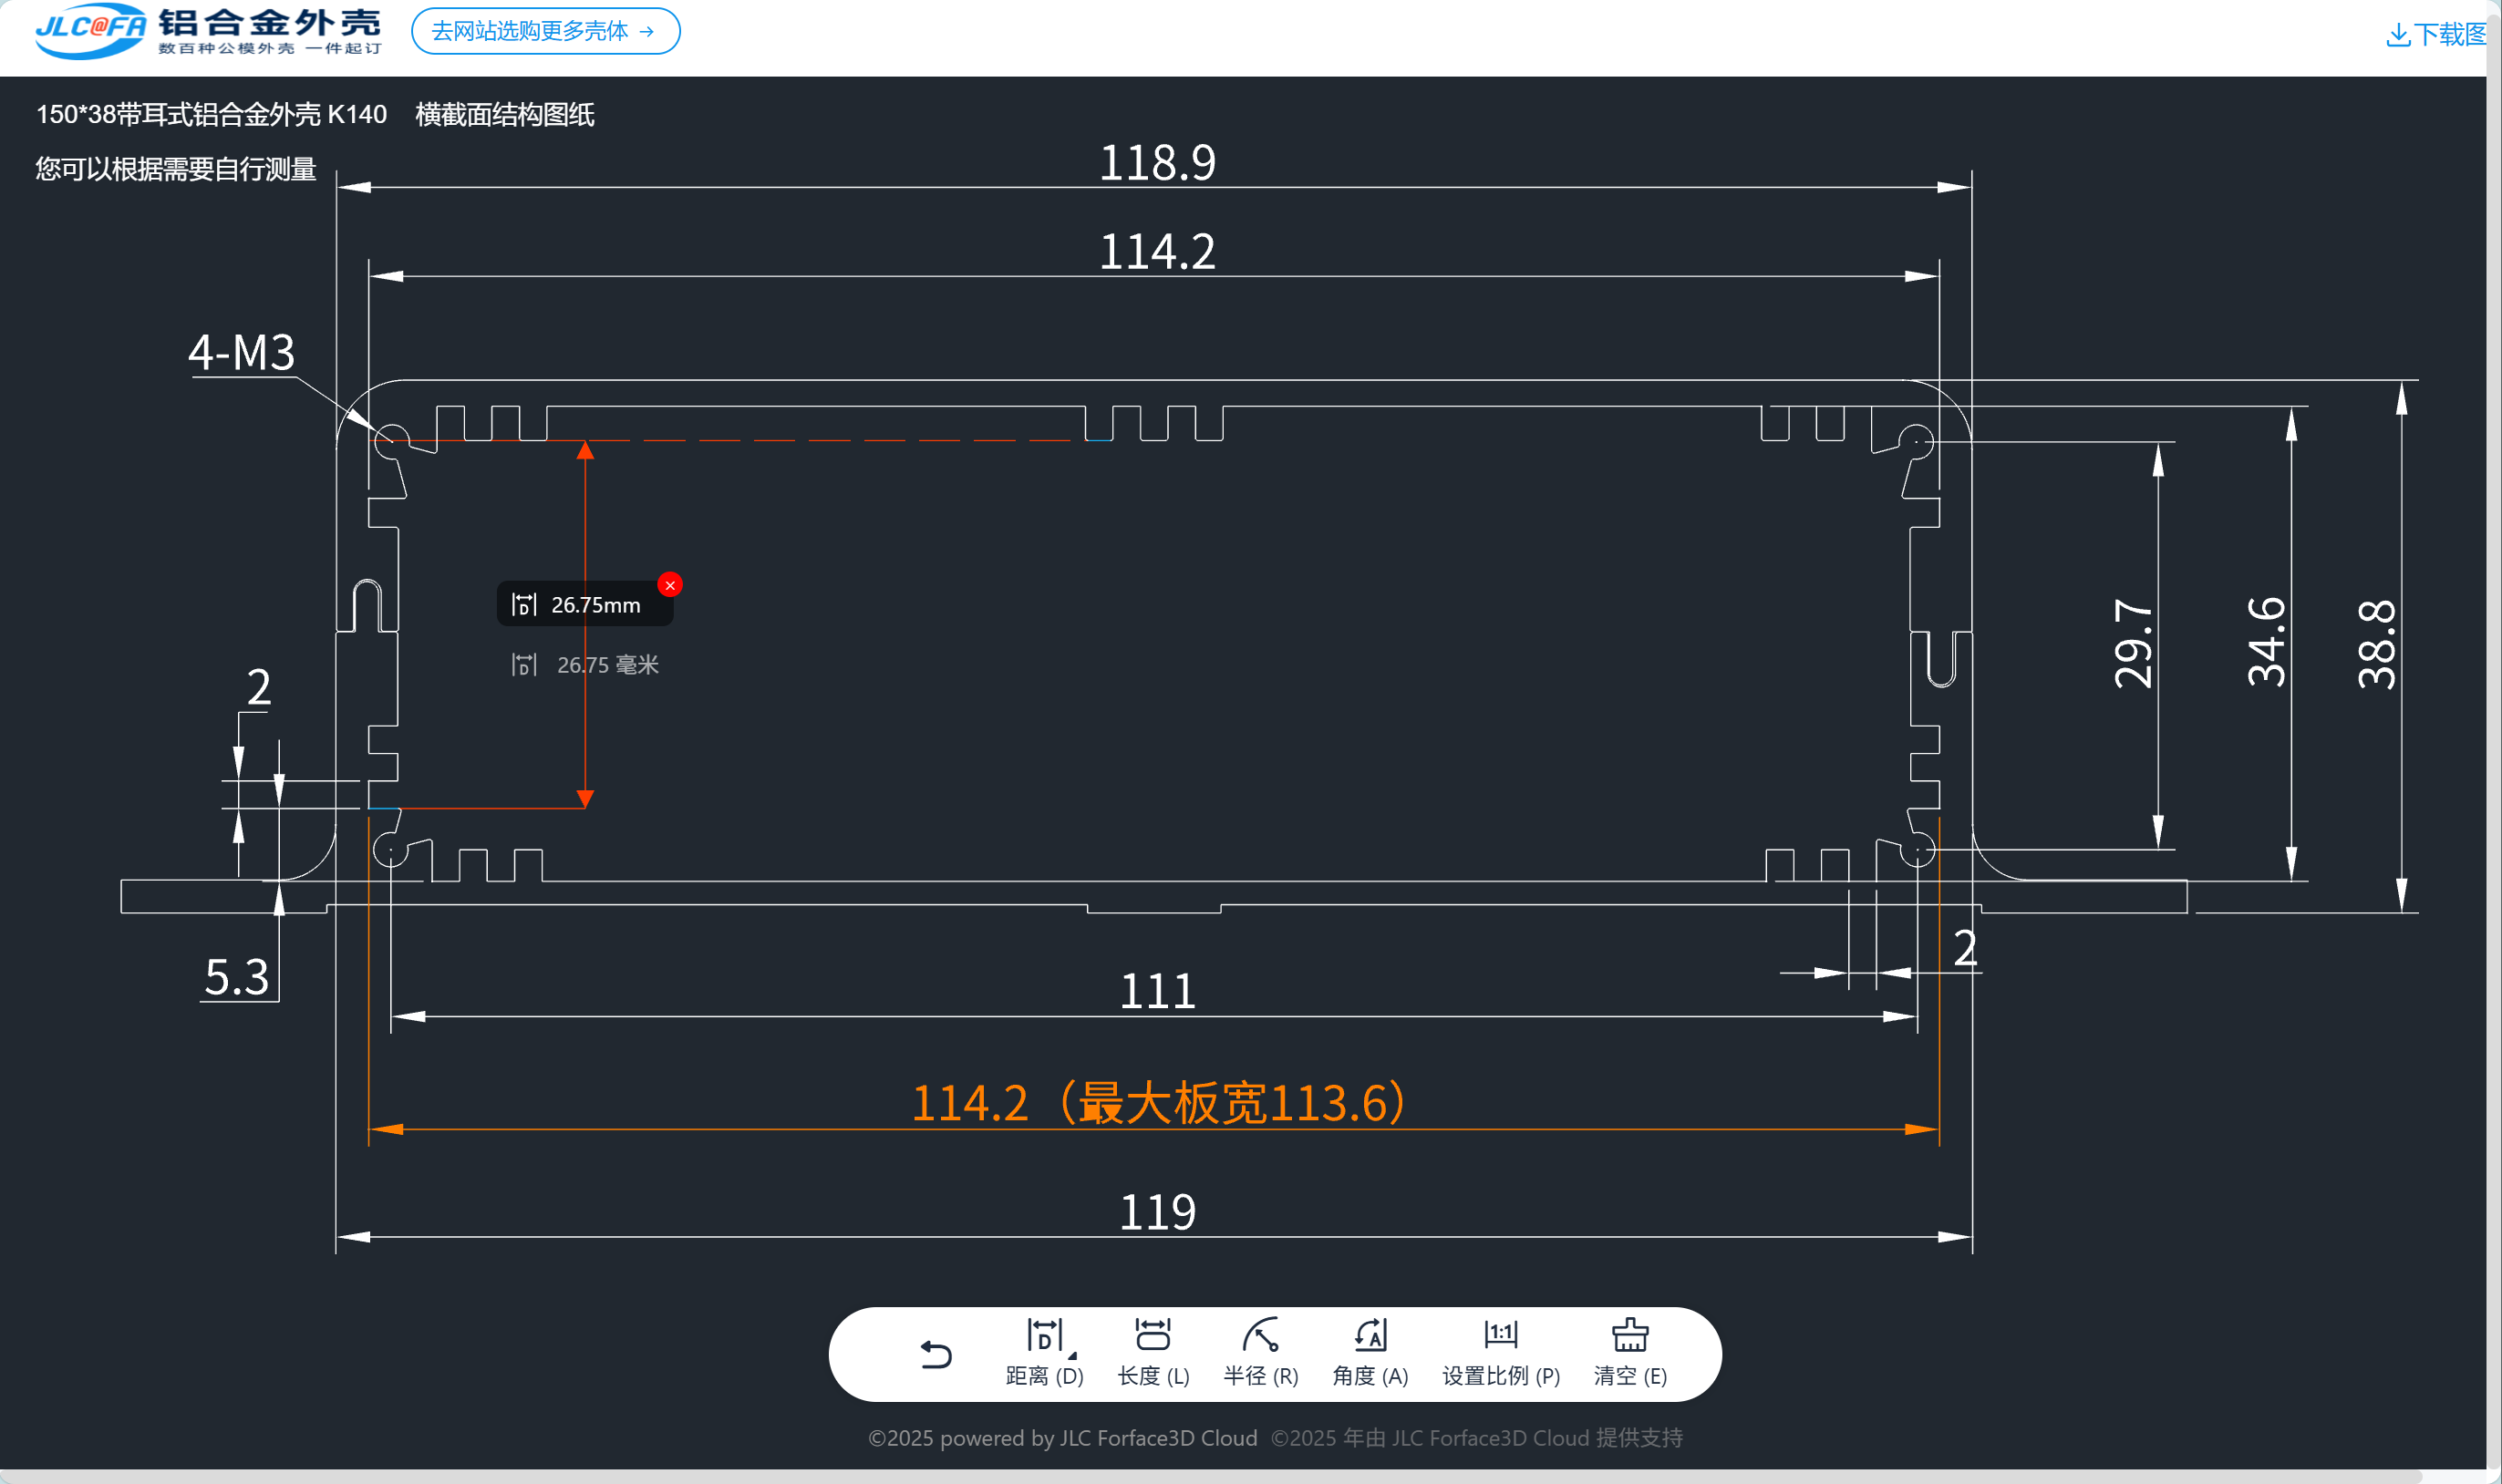 JLC@FA 铝合金外壳
数百种公模外壳 一件起订
去网站选购更多壳体 →
下载图
150*38带耳式铝合金外壳 K140 横截面结构图纸
您可以根据需要自行测量
118.9
114.2
4-M3
26.75mm
26.75 毫米
29.7
34.6
38.8
2
5.3
2
111
114.2（最大板宽113.6）
119
D
距离 (D)
长度 (L)
半径 (R)
A
角度 (A)
1:1
设置比例 (P)
清空 (E)
©2025 powered by JLC Forface3D Cloud ©2025 年由 JLC Forface3D Cloud 提供支持